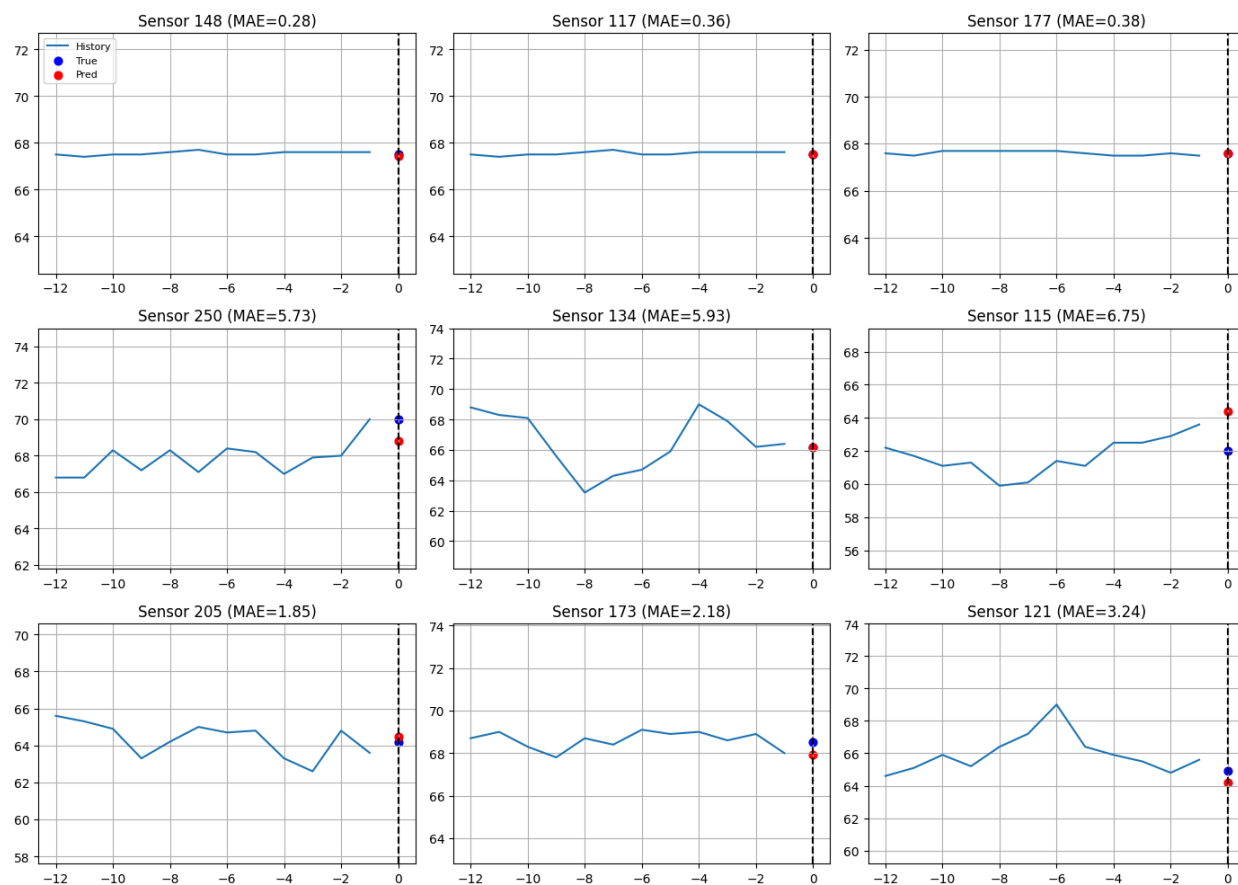 Sensor 148 (MAE=0.28)
72
70
68
66
64
−12 −10 −8 −6 −4 −2 0
History
True
Pred
Sensor 117 (MAE=0.36)
72
70
68
66
64
−12 −10 −8 −6 −4 −2 0
Sensor 177 (MAE=0.38)
72
70
68
66
64
−12 −10 −8 −6 −4 −2 0
Sensor 250 (MAE=5.73)
74
72
70
68
66
64
62
−12 −10 −8 −6 −4 −2 0
Sensor 134 (MAE=5.93)
74
72
70
68
66
64
62
60
−12 −10 −8 −6 −4 −2 0
Sensor 115 (MAE=6.75)
68
66
64
62
60
58
56
−12 −10 −8 −6 −4 −2 0
Sensor 205 (MAE=1.85)
70
68
66
64
62
60
58
−12 −10 −8 −6 −4 −2 0
Sensor 173 (MAE=2.18)
74
72
70
68
66
64
−12 −10 −8 −6 −4 −2 0
Sensor 121 (MAE=3.24)
74
72
70
68
66
64
62
60
−12 −10 −8 −6 −4 −2 0